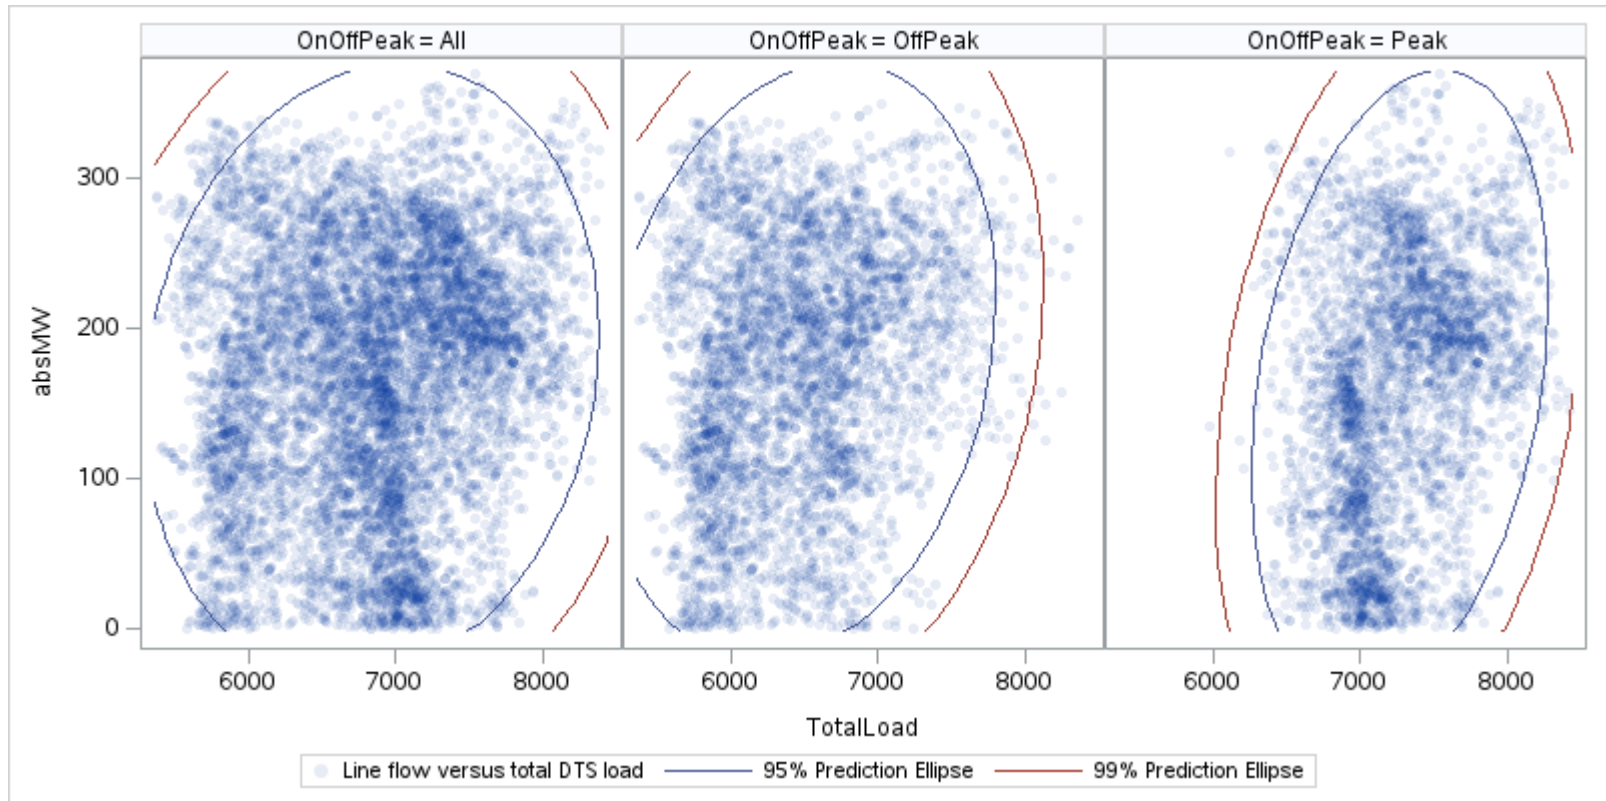 OnOffPeak = All
OnOffPeak = OffPeak
OnOffPeak = Peak
absMW
300
200
100
0
6000 7000 8000
6000 7000 8000
6000 7000 8000
TotalLoad
Line flow versus total DTS load
95% Prediction Ellipse
99% Prediction Ellipse